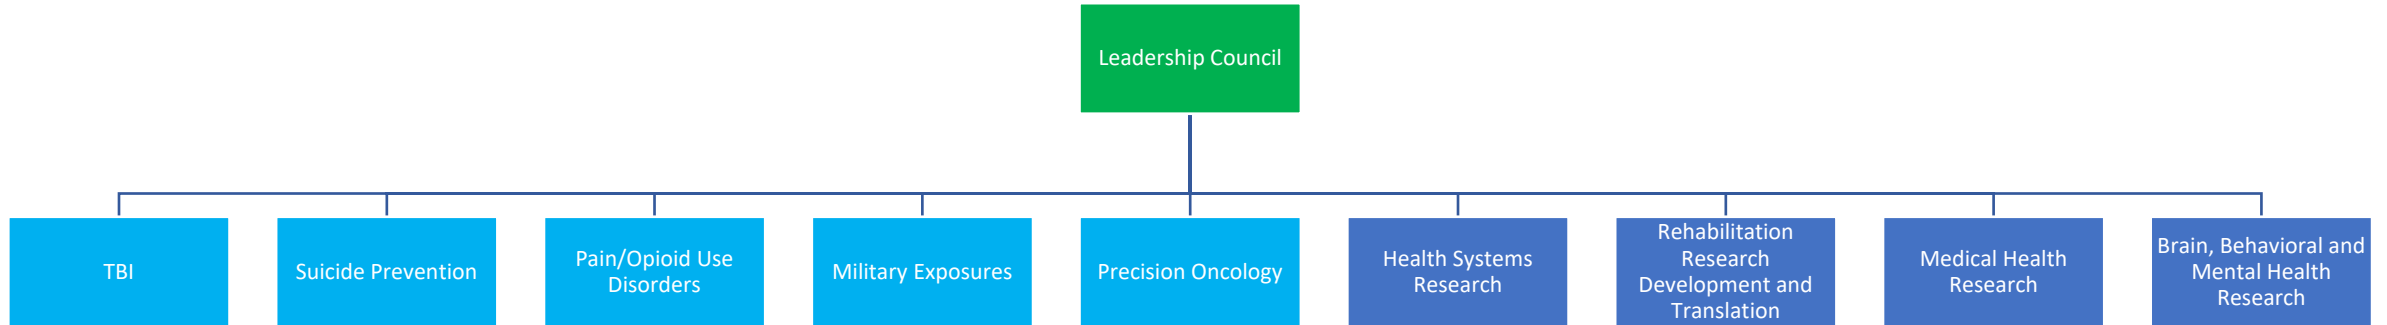 Leadership Council
TBI
Suicide Prevention
Pain/Opioid Use
Disorders
Military Exposures
Precision Oncology
Health Systems
Research
Rehabilitation
Research
Development and
Translation
Medical Health
Research
Brain, Behavioral and
Mental Health
Research